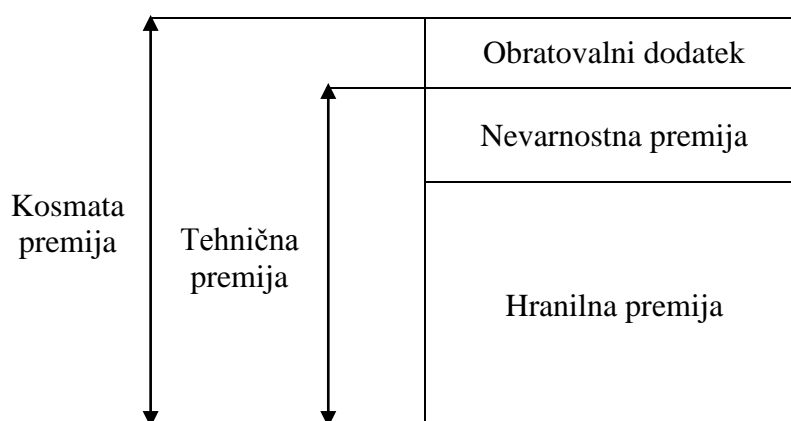 Obratovalni dodatek
Nevarnostna premija
Kosmata
premija
Tehnična
premija
Hranilna premija